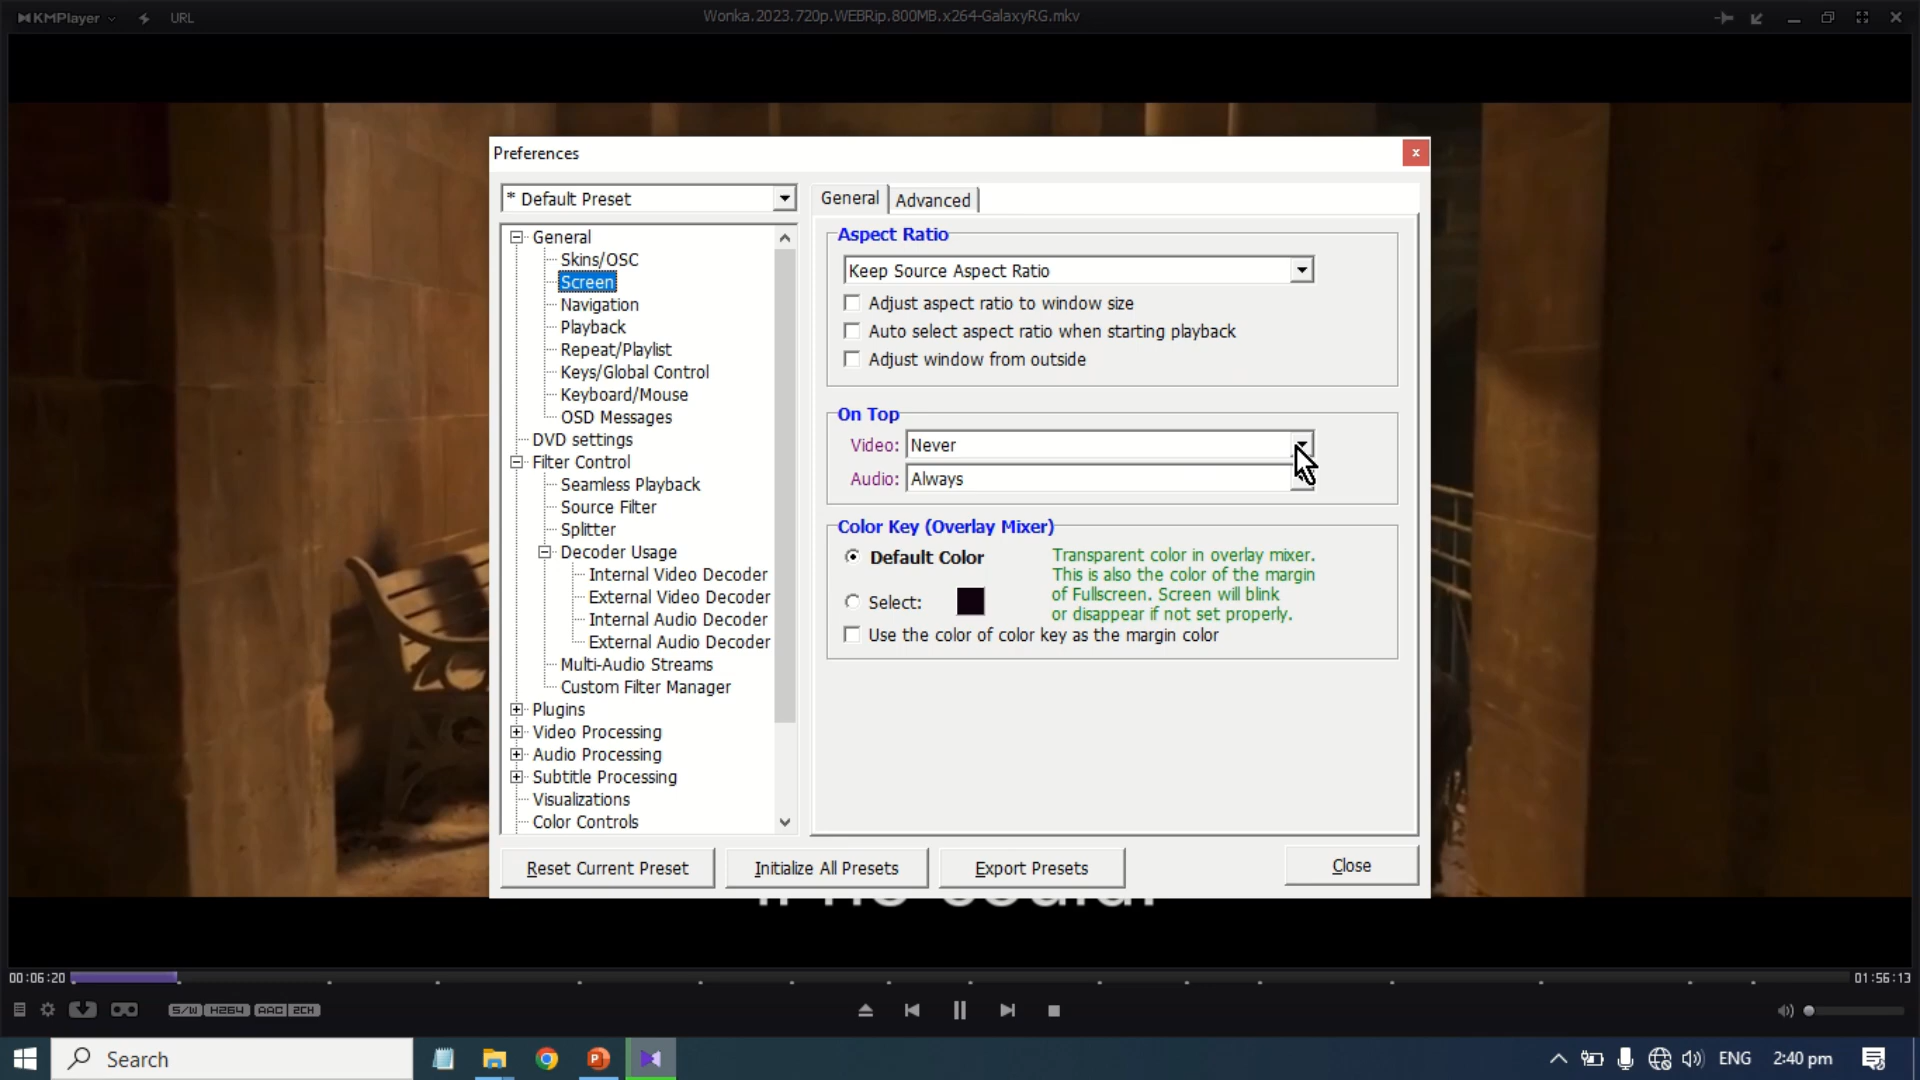 KMPlayer
URL
Wonka.2023.720p.WEBRip.800MB.x264-GalaxyRG.mkv
Preferences
* Default Preset
General
Skins/OSC
Screen
Navigation
Playback
Repeat/Playlist
Keys/Global Control
Keyboard/Mouse
OSD Messages
DVD settings
Filter Control
Seamless Playback
Source Filter
Splitter
Decoder Usage
Internal Video Decoder
External Video Decoder
Internal Audio Decoder
External Audio Decoder
Multi-Audio Streams
Custom Filter Manager
Plugins
Video Processing
Audio Processing
Subtitle Processing
Visualizations
Color Controls
General Advanced
Aspect Ratio
Keep Source Aspect Ratio
Adjust aspect ratio to window size
Auto select aspect ratio when starting playback
Adjust window from outside
On Top
Video: Never
Audio: Always
Color Key (Overlay Mixer)
Default Color
Select:
Transparent color in overlay mixer.
This is also the color of the margin
of Fullscreen. Screen will blink
or disappear if not set properly.
Use the color of color key as the margin color
Reset Current Preset
Initialize All Presets
Export Presets
Close
00:06:20
01:56:13
S/W H264 AAC 2CH
Search
ENG
2:40 pm